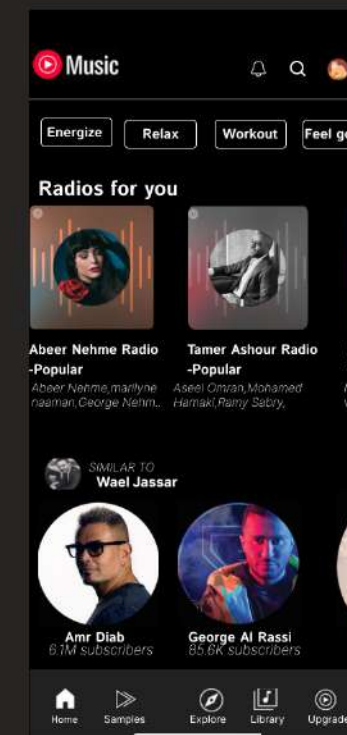 Music
Energize Relax Workout Feel go
Radios for you
Abeer Nehme Radio
-Popular
Abeer Nehme,marilyne
naaman,George Nehm..
Tamer Ashour Radio
-Popular
Aseel Omran,Mohamed
Hamaki,Ramy Sabry,
SIMILAR TO
Wael Jassar
Amr Diab
6.1M subscribers
George Al Rassi
85.6K subscribers
Home Samples Explore Library Upgrade